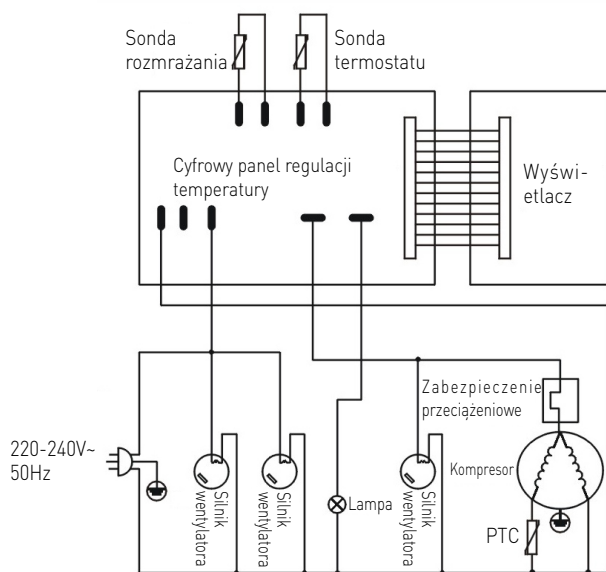 Sonda
rozmrażania
Sonda
termostatu
Cyfrowy panel regulacji
temperatury
Wyświ-
etlacz
Zabezpieczenie
przeciążeniowe
220-240V~
50Hz
Silnik
wentylatora
Silnik
wentylatora
Lampa
Silnik
wentylatora
Kompresor
PTC